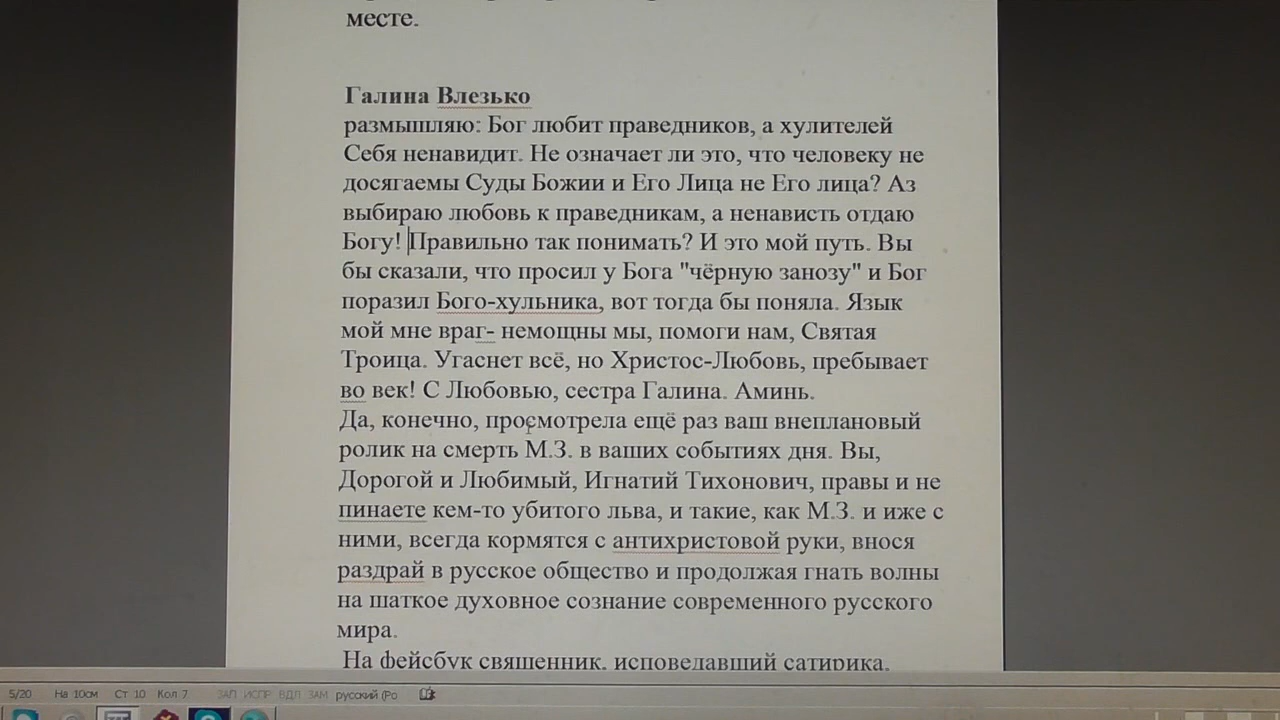 месте.
Галина Влезько
размышляю: Бог любит праведников, а хулителей
Себя ненавидит. Не означает ли это, что человеку не
досягаемы Суды Божии и Его Лица не Его лица? Аз
выбираю любовь к праведникам, а ненависть отдаю
Богу! Правильно так понимать? И это мой путь. Вы
бы сказали, что просил у Бога "чёрную занозу" и Бог
поразил Бого-хульника, вот тогда бы поняла. Язык
мой мне враг- немощны мы, помоги нам, Святая
Троица. Угаснет всё, но Христос-Любовь, пребывает
во век! С Любовью, сестра Галина. Аминь.
Да, конечно, просмотрела ещё раз ваш внеплановый
ролик на смерть М.З. в ваших событиях дня. Вы,
Дорогой и Любимый, Игнатий Тихонович, правы и не
пинаете кем-то убитого льва, и такие, как М.З. и иже с
ними, всегда кормятся с антихристовой руки, внося
раздрай в русское общество и продолжая гнать волны
на шаткое духовное сознание современного русского
мира.
На фейсбук священник, исповедавший сатирика,
5/20 На 10см Ст 10 Кол 7 ЗАП ИСПР ВДЛ ЗАМ русский (Ро